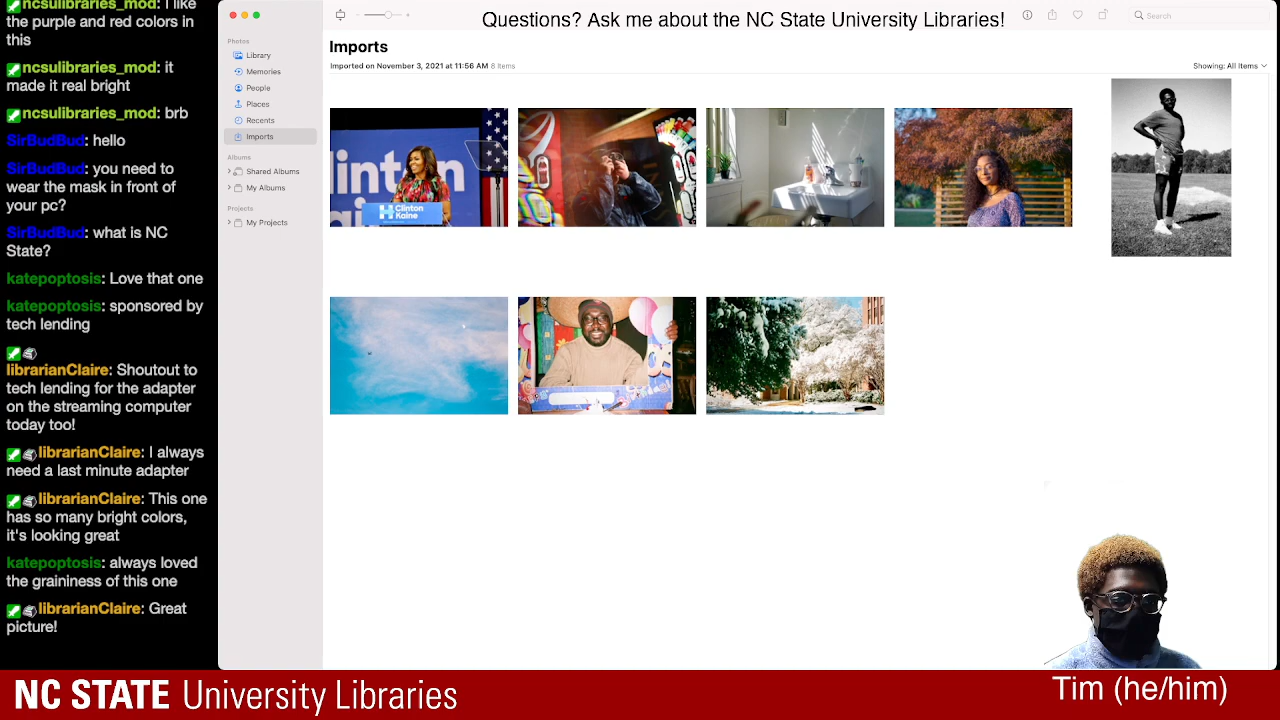 ncsulibraries_mod: I like
the purple and red colors in
this
ncsulibraries_mod: it
made it real bright
ncsulibraries_mod: brb
SirBudBud: hello
SirBudBud: you need to
wear the mask in front of
your pc?
SirBudBud: what is NC
State?
katepoptosis: Love that one
katepoptosis: sponsored by
tech lending
librarianClaire: Shoutout to
tech lending for the adapter
on the streaming computer
today too!
librarianClaire: I always
need a last minute adapter
librarianClaire: This one
has so many bright colors,
it's looking great
katepoptosis: always loved
the graininess of this one
librarianClaire: Great
picture!
Photos
Library
Memories
People
Places
Recents
Imports
Albums
Shared Albums
My Albums
Projects
My Projects
Questions? Ask me about the NC State University Libraries!
Search
Imports
Imported on November 3, 2021 at 11:56 AM 8 Items
Showing: All Items
Clinton
Clinton
Kaine
NC STATE University Libraries
Tim (he/him)